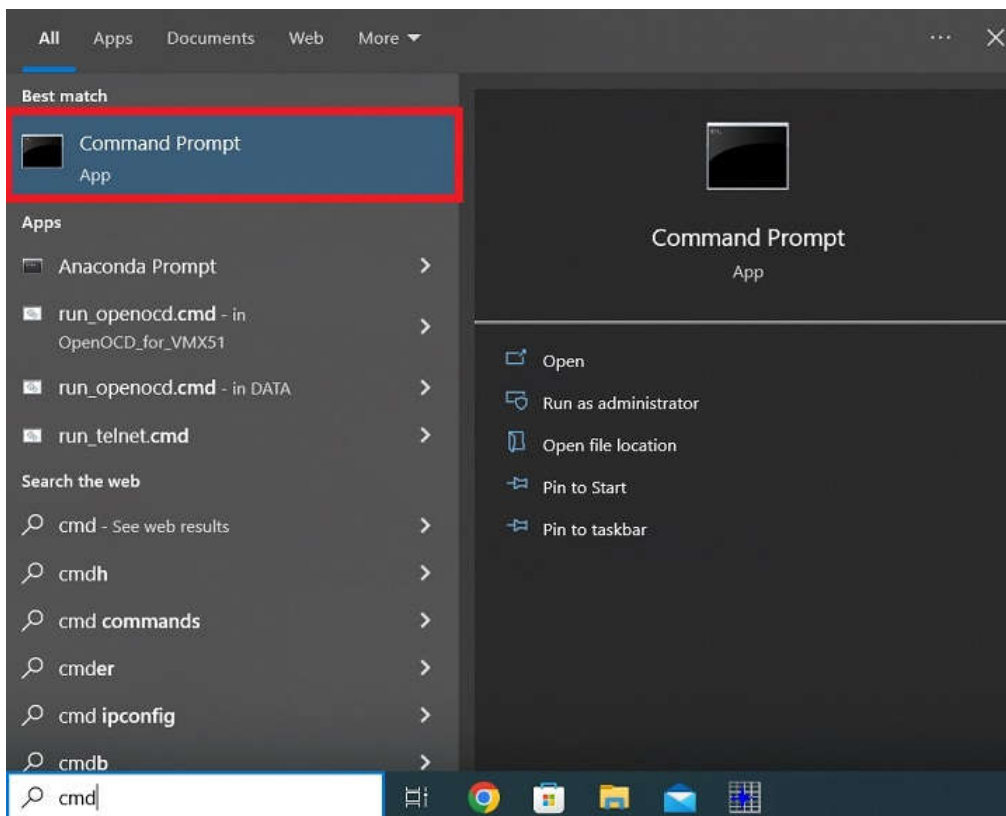 All Apps Documents Web More
Best match
Command Prompt
App
Apps
Anaconda Prompt
run_openocd.cmd - in
OpenOCD_for_VMX51
run_openocd.cmd - in DATA
run_telnet.cmd
Search the web
cmd - See web results
cmdh
cmd commands
cmder
cmd ipconfig
cmdb
cmd
Command Prompt
App
Open
Run as administrator
Open file location
Pin to Start
Pin to taskbar